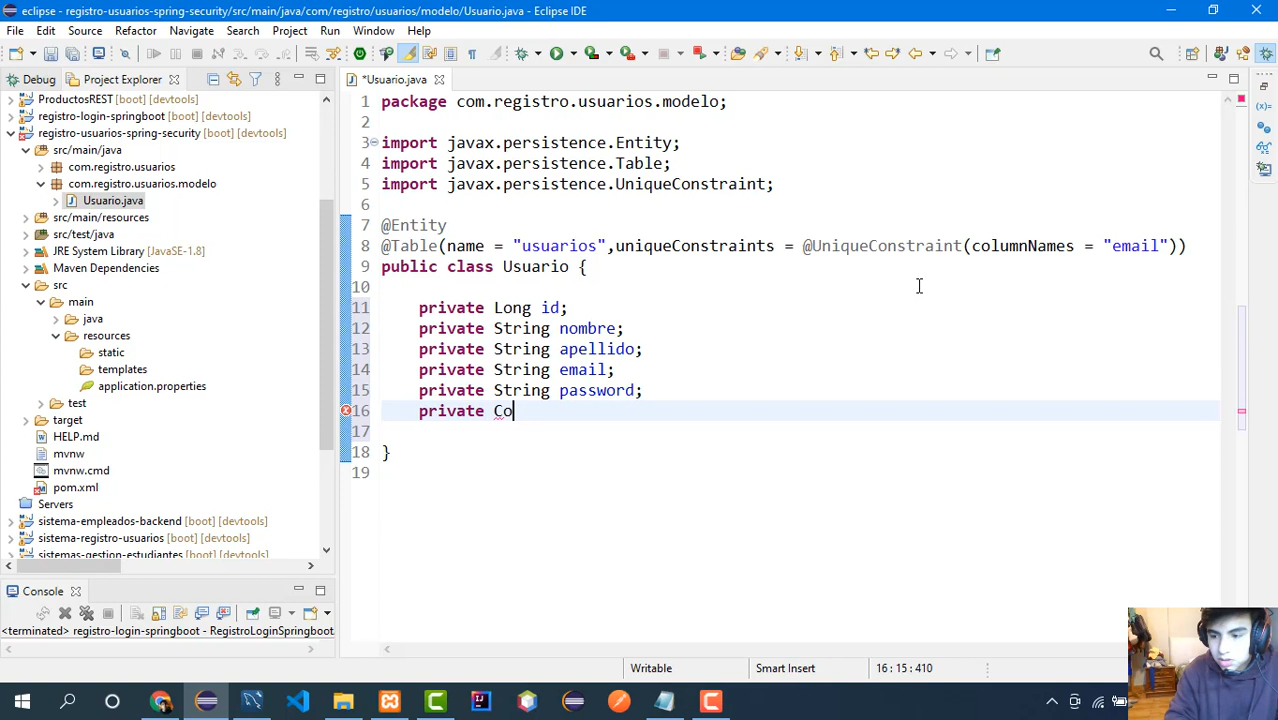 eclipse - registro-usuarios-spring-security/src/main/java/com/registro/usuarios/modelo/Usuario.java - Eclipse IDE
File Edit Source Refactor Navigate Search Project Run Window Help
Debug Project Explorer
*Usuario.java
ProductosREST [boot] [devtools]
registro-login-springboot [boot] [devtools]
registro-usuarios-spring-security [boot] [devtools]
src/main/java
com.registro.usuarios
com.registro.usuarios.modelo
Usuario.java
src/main/resources
src/test/java
JRE System Library [JavaSE-1.8]
Maven Dependencies
src
main
java
resources
static
templates
application.properties
test
target
HELP.md
mvnw
mvnw.cmd
pom.xml
Servers
sistema-empleados-backend [boot] [devtools]
sistema-registro-usuarios [boot] [devtools]
sistemas-gestion-estudiantes [boot] [devtools]
1 package com.registro.usuarios.modelo;
2
3 import javax.persistence.Entity;
4 import javax.persistence.Table;
5 import javax.persistence.UniqueConstraint;
6
7 @Entity
8 @Table(name = "usuarios",uniqueConstraints = @UniqueConstraint(columnNames = "email"))
9 public class Usuario {
10
11 private Long id;
12 private String nombre;
13 private String apellido;
14 private String email;
15 private String password;
16 private Co
17
18 }
19
Console
<terminated> registro-login-springboot - RegistroLoginSpringboot
Writable Smart Insert 16 : 15 : 410